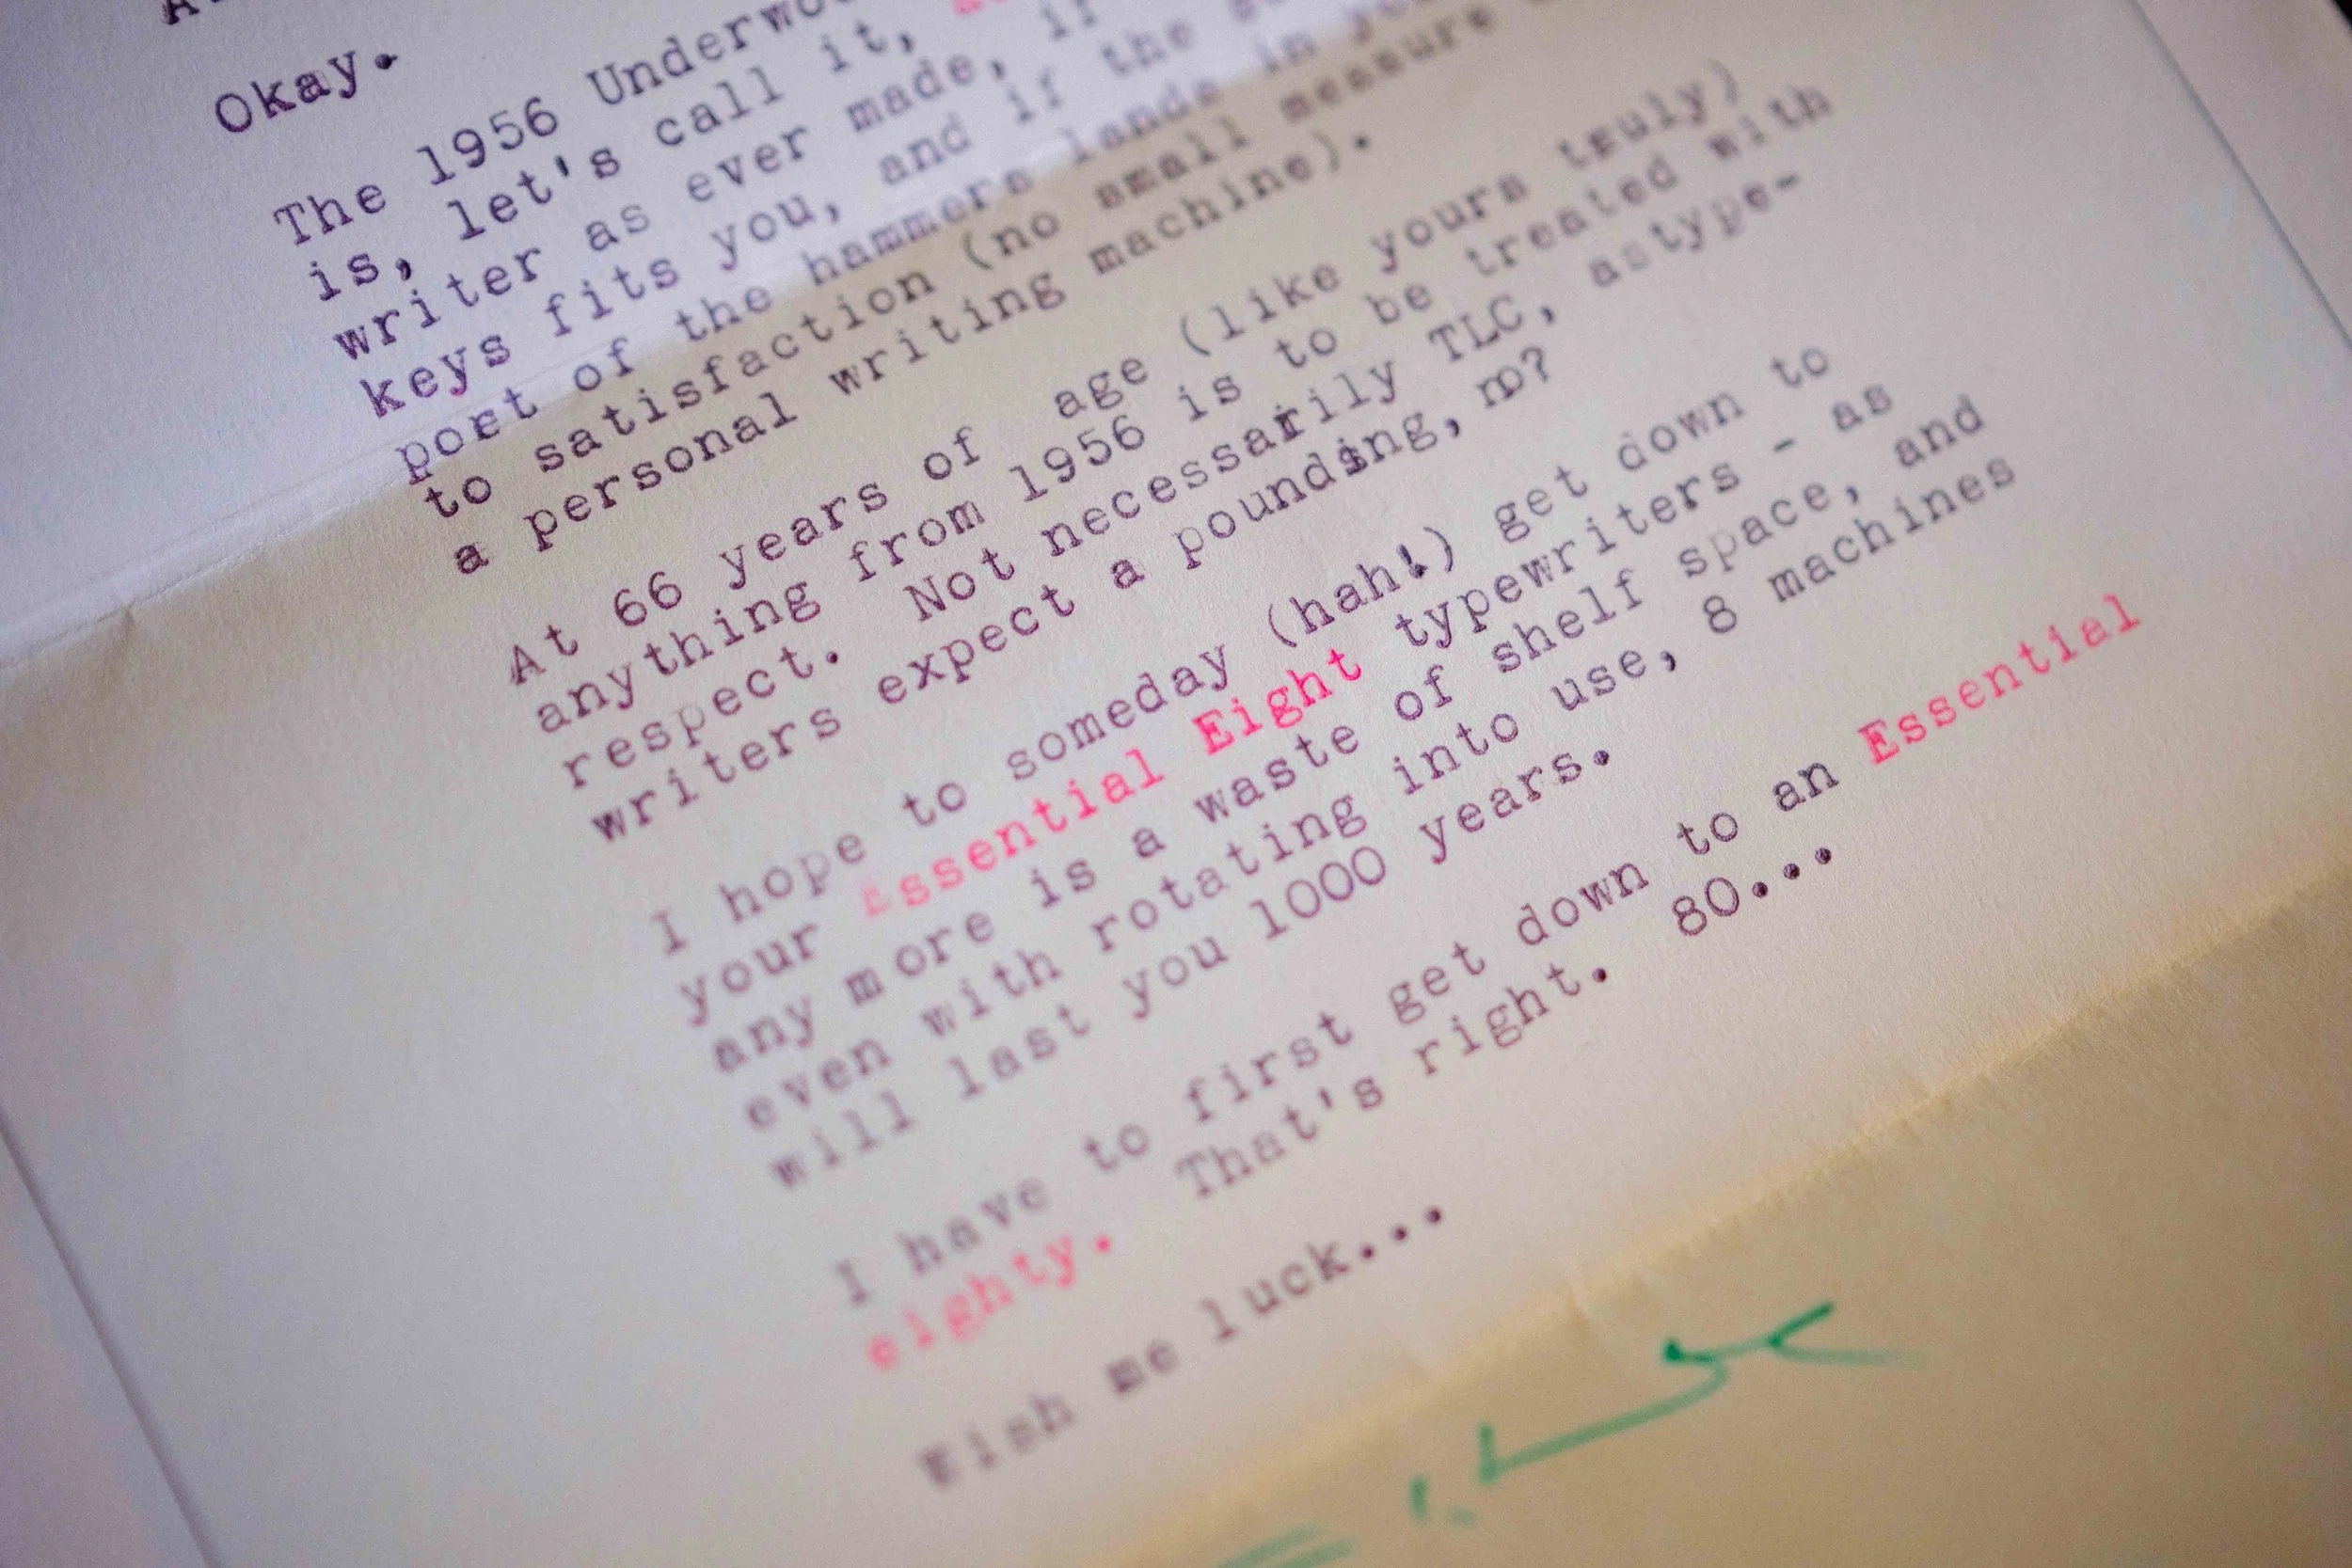 Okay.
The 1956 Underwo
is, let's call it,
writer as ever made, if
keys fits you, and if the
port of the hammers lands in yo
to satisfaction (no small measure
a personal writing machine).
At 66 years of age (like yours truly)
anything from 1956 is to be treated with
respect. Not necessarily TLC, as type-
writers expect a pounding, no?
I hope to someday (hah!) get down to
your Essential Eight typewriters - as
any more is a waste of shelf space, and
even with rotating into use, 8 machines
will last you 1000 years.
I have to first get down to an Essential
eighty. That's right. 80...
Wish me luck...